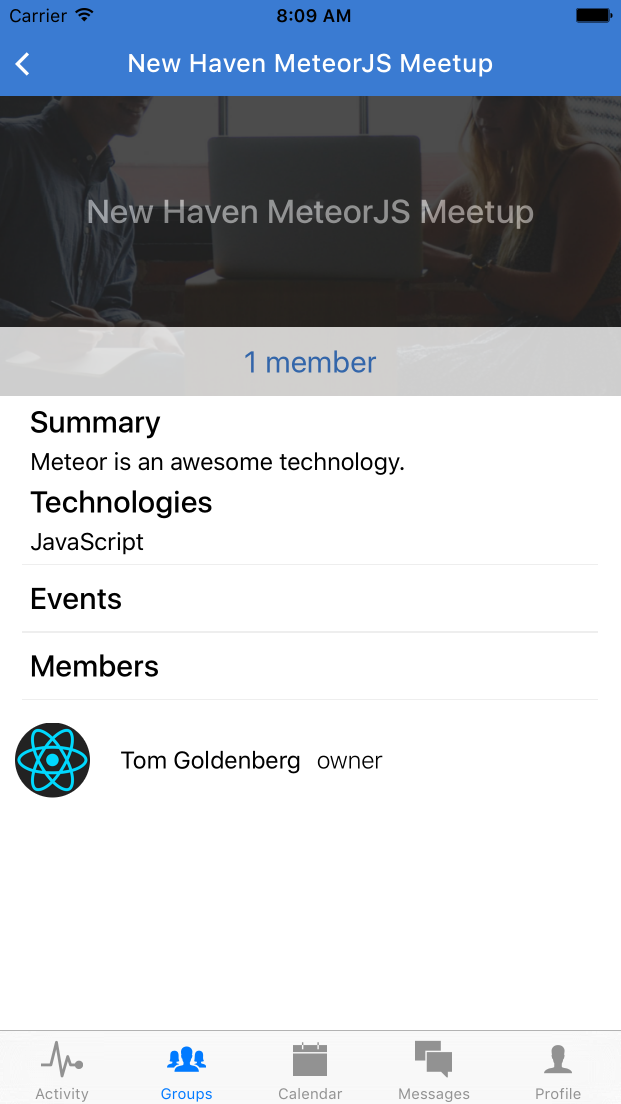 Carrier 8:09 AM
New Haven MeteorJS Meetup
New Haven MeteorJS Meetup
1 member
Summary
Meteor is an awesome technology.
Technologies
JavaScript
Events
Members
Tom Goldenberg owner
Activity Groups Calendar Messages Profile